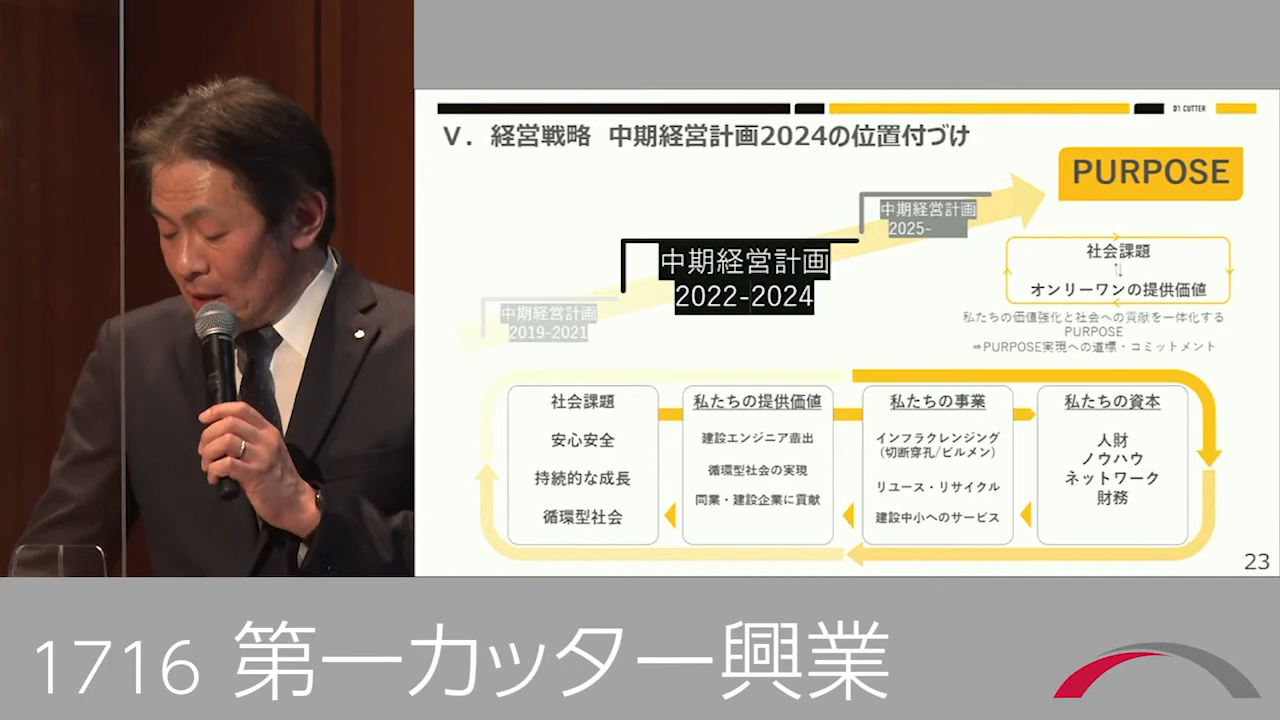 D1 CUTTER
Ⅴ．経営戦略 中期経営計画2024の位置付づけ
PURPOSE
中期経営計画
2025-
中期経営計画
2022-2024
中期経営計画
2019-2021
社会課題
⇅
オンリーワンの提供価値
私たちの価値強化と社会への貢献を一体化する
PURPOSE
⇒PURPOSE実現への道標・コミットメント
社会課題
安心安全
持続的な成長
循環型社会
私たちの提供価値
建設エンジニア輩出
循環型社会の実現
同業・建設企業に貢献
私たちの事業
インフラクレンジング
(切断穿孔/ビルメン)
リユース・リサイクル
建設中小へのサービス
私たちの資本
人財
ノウハウ
ネットワーク
財務
23
1716 第一カッター興業